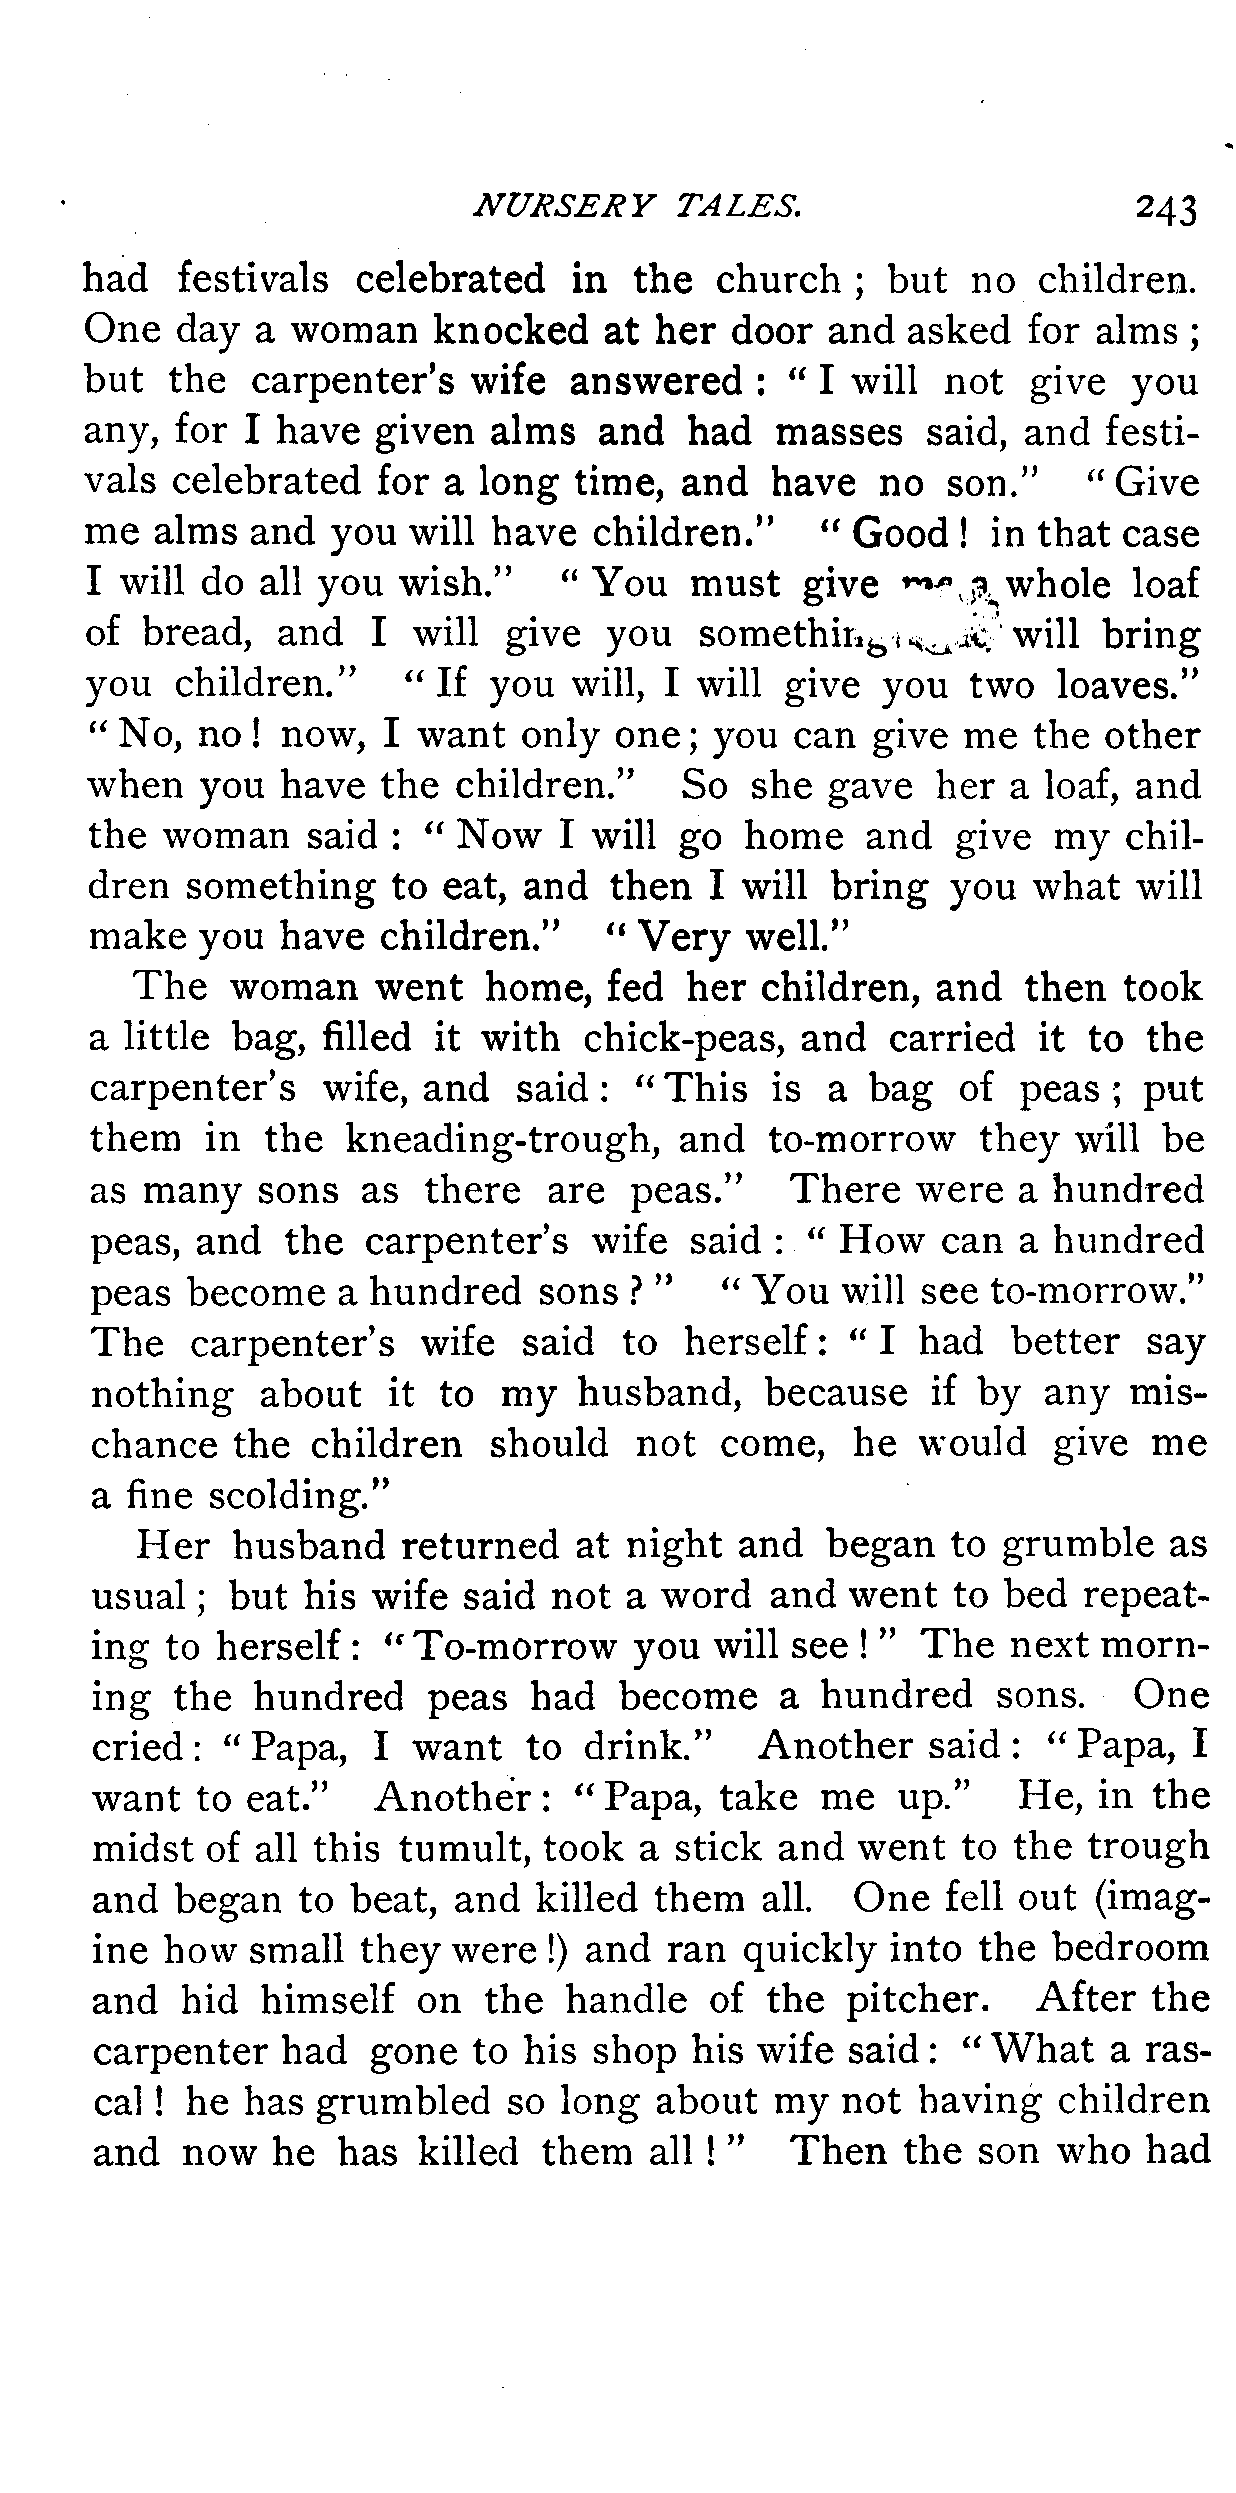 NURSERY TALES. 243
had festivals celebrated in the church ; but no children.
One day a woman knocked at her door and asked for alms ;
but the carpenter's wife answered : " I will not give you
any, for I have given alms and had masses said, and festi-
vals celebrated for a long time, and have no son." " Give
me alms and you will have children." " Good ! in that case
I will do all you wish." " You must give me a whole loaf
of bread, and I will give you something will bring
you children." " If you will, I will give you two loaves."
" No, no ! now, I want only one ; you can give me the other
when you have the children." So she gave her a loaf, and
the woman said : " Now I will go home and give my chil-
dren something to eat, and then I will bring you what will
make you have children." " Very well."
The woman went home, fed her children, and then took
a little bag, filled it with chick-peas, and carried it to the
carpenter's wife, and said : " This is a bag of peas ; put
them in the kneading-trough, and to-morrow they will be
as many sons as there are peas." There were a hundred
peas, and the carpenter's wife said : " How can a hundred
peas become a hundred sons ? " " You will see to-morrow."
The carpenter's wife said to herself : " I had better say
nothing about it to my husband, because if by any mis-
chance the children should not come, he would give me
a fine scolding."
Her husband returned at night and began to grumble as
usual ; but his wife said not a word and went to bed repeat-
ing to herself : " To-morrow you will see ! " The next morn-
ing the hundred peas had become a hundred sons. One
cried : " Papa, I want to drink." Another said : " Papa, I
want to eat." Another : " Papa, take me up." He, in the
midst of all this tumult, took a stick and went to the trough
and began to beat, and killed them all. One fell out (imag-
ine how small they were !) and ran quickly into the bedroom
and hid himself on the handle of the pitcher. After the
carpenter had gone to his shop his wife said : " What a ras-
cal ! he has grumbled so long about my not having children
and now he has killed them all ! " Then the son who had